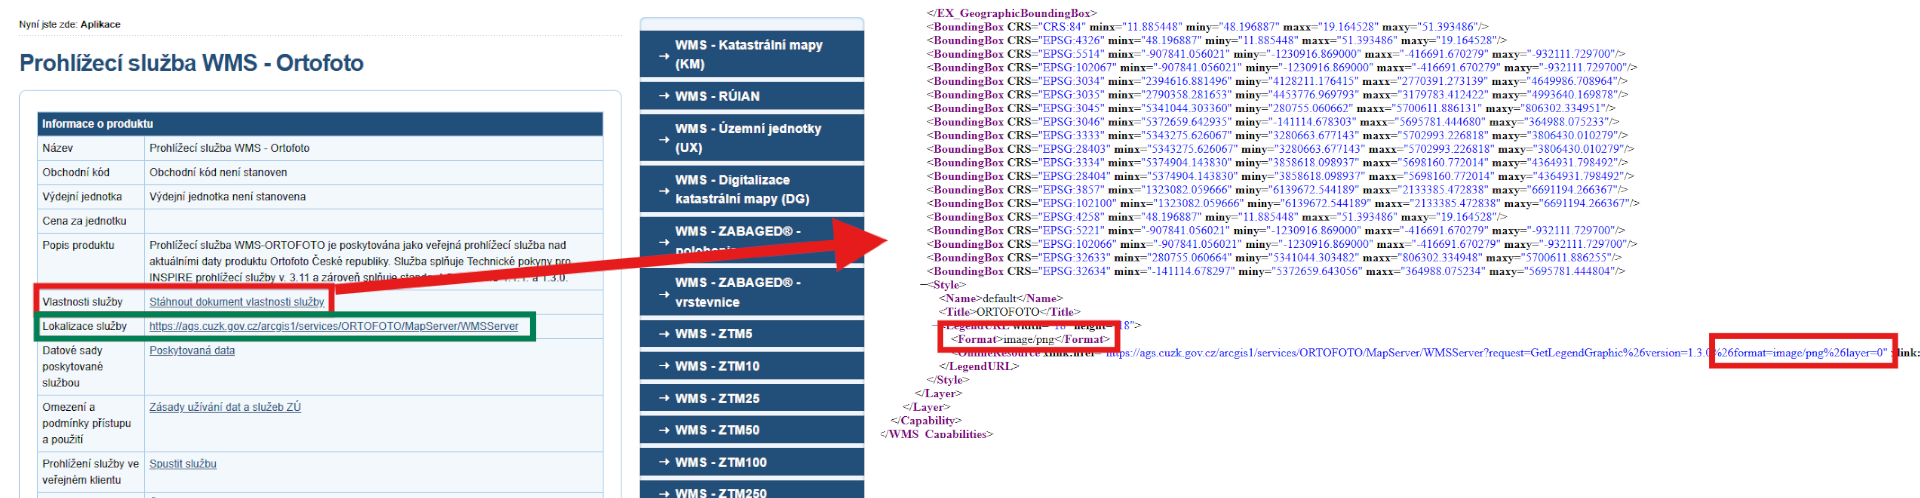 Nyní jste zde: Aplikace
Prohlížecí služba WMS - Ortofoto
Informace o produktu
Název Prohlížecí služba WMS - Ortofoto
Obchodní kód Obchodní kód není stanoven
Výdejní jednotka Výdejní jednotka není stanovena
Cena za jednotku
Popis produktu Prohlížecí služba WMS-ORTOFOTO je poskytována jako veřejná prohlížecí služba nad
aktuálními daty produktu Ortofoto České republiky. Služba splňuje Technické pokyny pro
INSPIRE prohlížecí služby v. 3.11 a zároveň splňuje a 1.3.0.
Vlastnosti služby Stáhnout dokument vlastnosti služby
Lokalizace služby https://ags.cuzk.gov.cz/arcgis1/services/ORTOFOTO/MapServer/WMSServer
Datové sady
poskytované
službou
Poskytovaná data
Omezení a
podmínky přístupu
a použití
Zásady užívání dat a služeb ZÚ
Prohlížení služby ve
veřejném klientu
Spustit službu
→ WMS - Katastrální mapy
(KM)
→ WMS - RÚIAN
→ WMS - Územní jednotky
(UX)
→ WMS - Digitalizace
katastrální mapy (DG)
→ WMS - ZABAGED® -
→ WMS - ZABAGED® -
vrstevnice
→ WMS - ZTM5
→ WMS - ZTM10
→ WMS - ZTM25
→ WMS - ZTM50
→ WMS - ZTM100
→ WMS - ZTM250
</EX_GeographicBoundingBox>
<BoundingBox CRS="CRS:84" minx="11.885448" miny="48.196887" maxx="19.164528" maxy="51.393486"/>
<BoundingBox CRS="EPSG:4326" minx="48.196887" miny="11.885448" maxx="51.393486" maxy="19.164528"/>
<BoundingBox CRS="EPSG:5514" minx="-907841.056021" miny="-1230916.869000" maxx="-416691.670279" maxy="-932111.729700"/>
<BoundingBox CRS="EPSG:102067" minx="-907841.056021" miny="-1230916.869000" maxx="-416691.670279" maxy="-932111.729700"/>
<BoundingBox CRS="EPSG:3034" minx="2394616.881496" miny="4128211.176415" maxx="2770391.273139" maxy="4649986.708964"/>
<BoundingBox CRS="EPSG:3035" minx="2790358.281653" miny="4453776.969793" maxx="3179783.412422" maxy="4993640.169878"/>
<BoundingBox CRS="EPSG:3045" minx="5341044.303360" miny="280755.060662" maxx="5700611.886131" maxy="806302.334951"/>
<BoundingBox CRS="EPSG:3046" minx="5372659.642935" miny="-141114.678303" maxx="5695781.444680" maxy="364988.075233"/>
<BoundingBox CRS="EPSG:3333" minx="5343275.626067" miny="3280663.677143" maxx="5702993.226818" maxy="3806430.010279"/>
<BoundingBox CRS="EPSG:28403" minx="5343275.626067" miny="3280663.677143" maxx="5702993.226818" maxy="3806430.010279"/>
<BoundingBox CRS="EPSG:3334" minx="5374904.143830" miny="3858618.098937" maxx="5698160.772014" maxy="4364931.798492"/>
<BoundingBox CRS="EPSG:28404" minx="5374904.143830" miny="3858618.098937" maxx="5698160.772014" maxy="4364931.798492"/>
<BoundingBox CRS="EPSG:3857" minx="1323082.059666" miny="6139672.544189" maxx="2133385.472838" maxy="6691194.266367"/>
<BoundingBox CRS="EPSG:102100" minx="1323082.059666" miny="6139672.544189" maxx="2133385.472838" maxy="6691194.266367"/>
<BoundingBox CRS="EPSG:4258" minx="48.196887" miny="11.885448" maxx="51.393486" maxy="19.164528"/>
<BoundingBox CRS="EPSG:5221" minx="-907841.056021" miny="-1230916.869000" maxx="-416691.670279" maxy="-932111.729700"/>
<BoundingBox CRS="EPSG:102066" minx="-907841.056021" miny="-1230916.869000" maxx="-416691.670279" maxy="-932111.729700"/>
<BoundingBox CRS="EPSG:32633" minx="280755.060664" miny="5341044.303482" maxx="806302.334948" maxy="5700611.886255"/>
<BoundingBox CRS="EPSG:32634" minx="-141114.678297" miny="5372659.643056" maxx="364988.075234" maxy="5695781.444804"/>
−<Style>
<Name>default</Name>
<Title>ORTOFOTO</Title>
−<LegendURL width="18" height="18">
<Format>image/png</Format>
<OnlineResource xlink:href="https://ags.cuzk.gov.cz/arcgis1/services/ORTOFOTO/MapServer/WMSServer?request=GetLegendGraphic%26version=1.3.0%26format=image/png%26layer=0" xlink:
</LegendURL>
</Style>
</Layer>
</Layer>
</Capability>
</WMS_Capabilities>